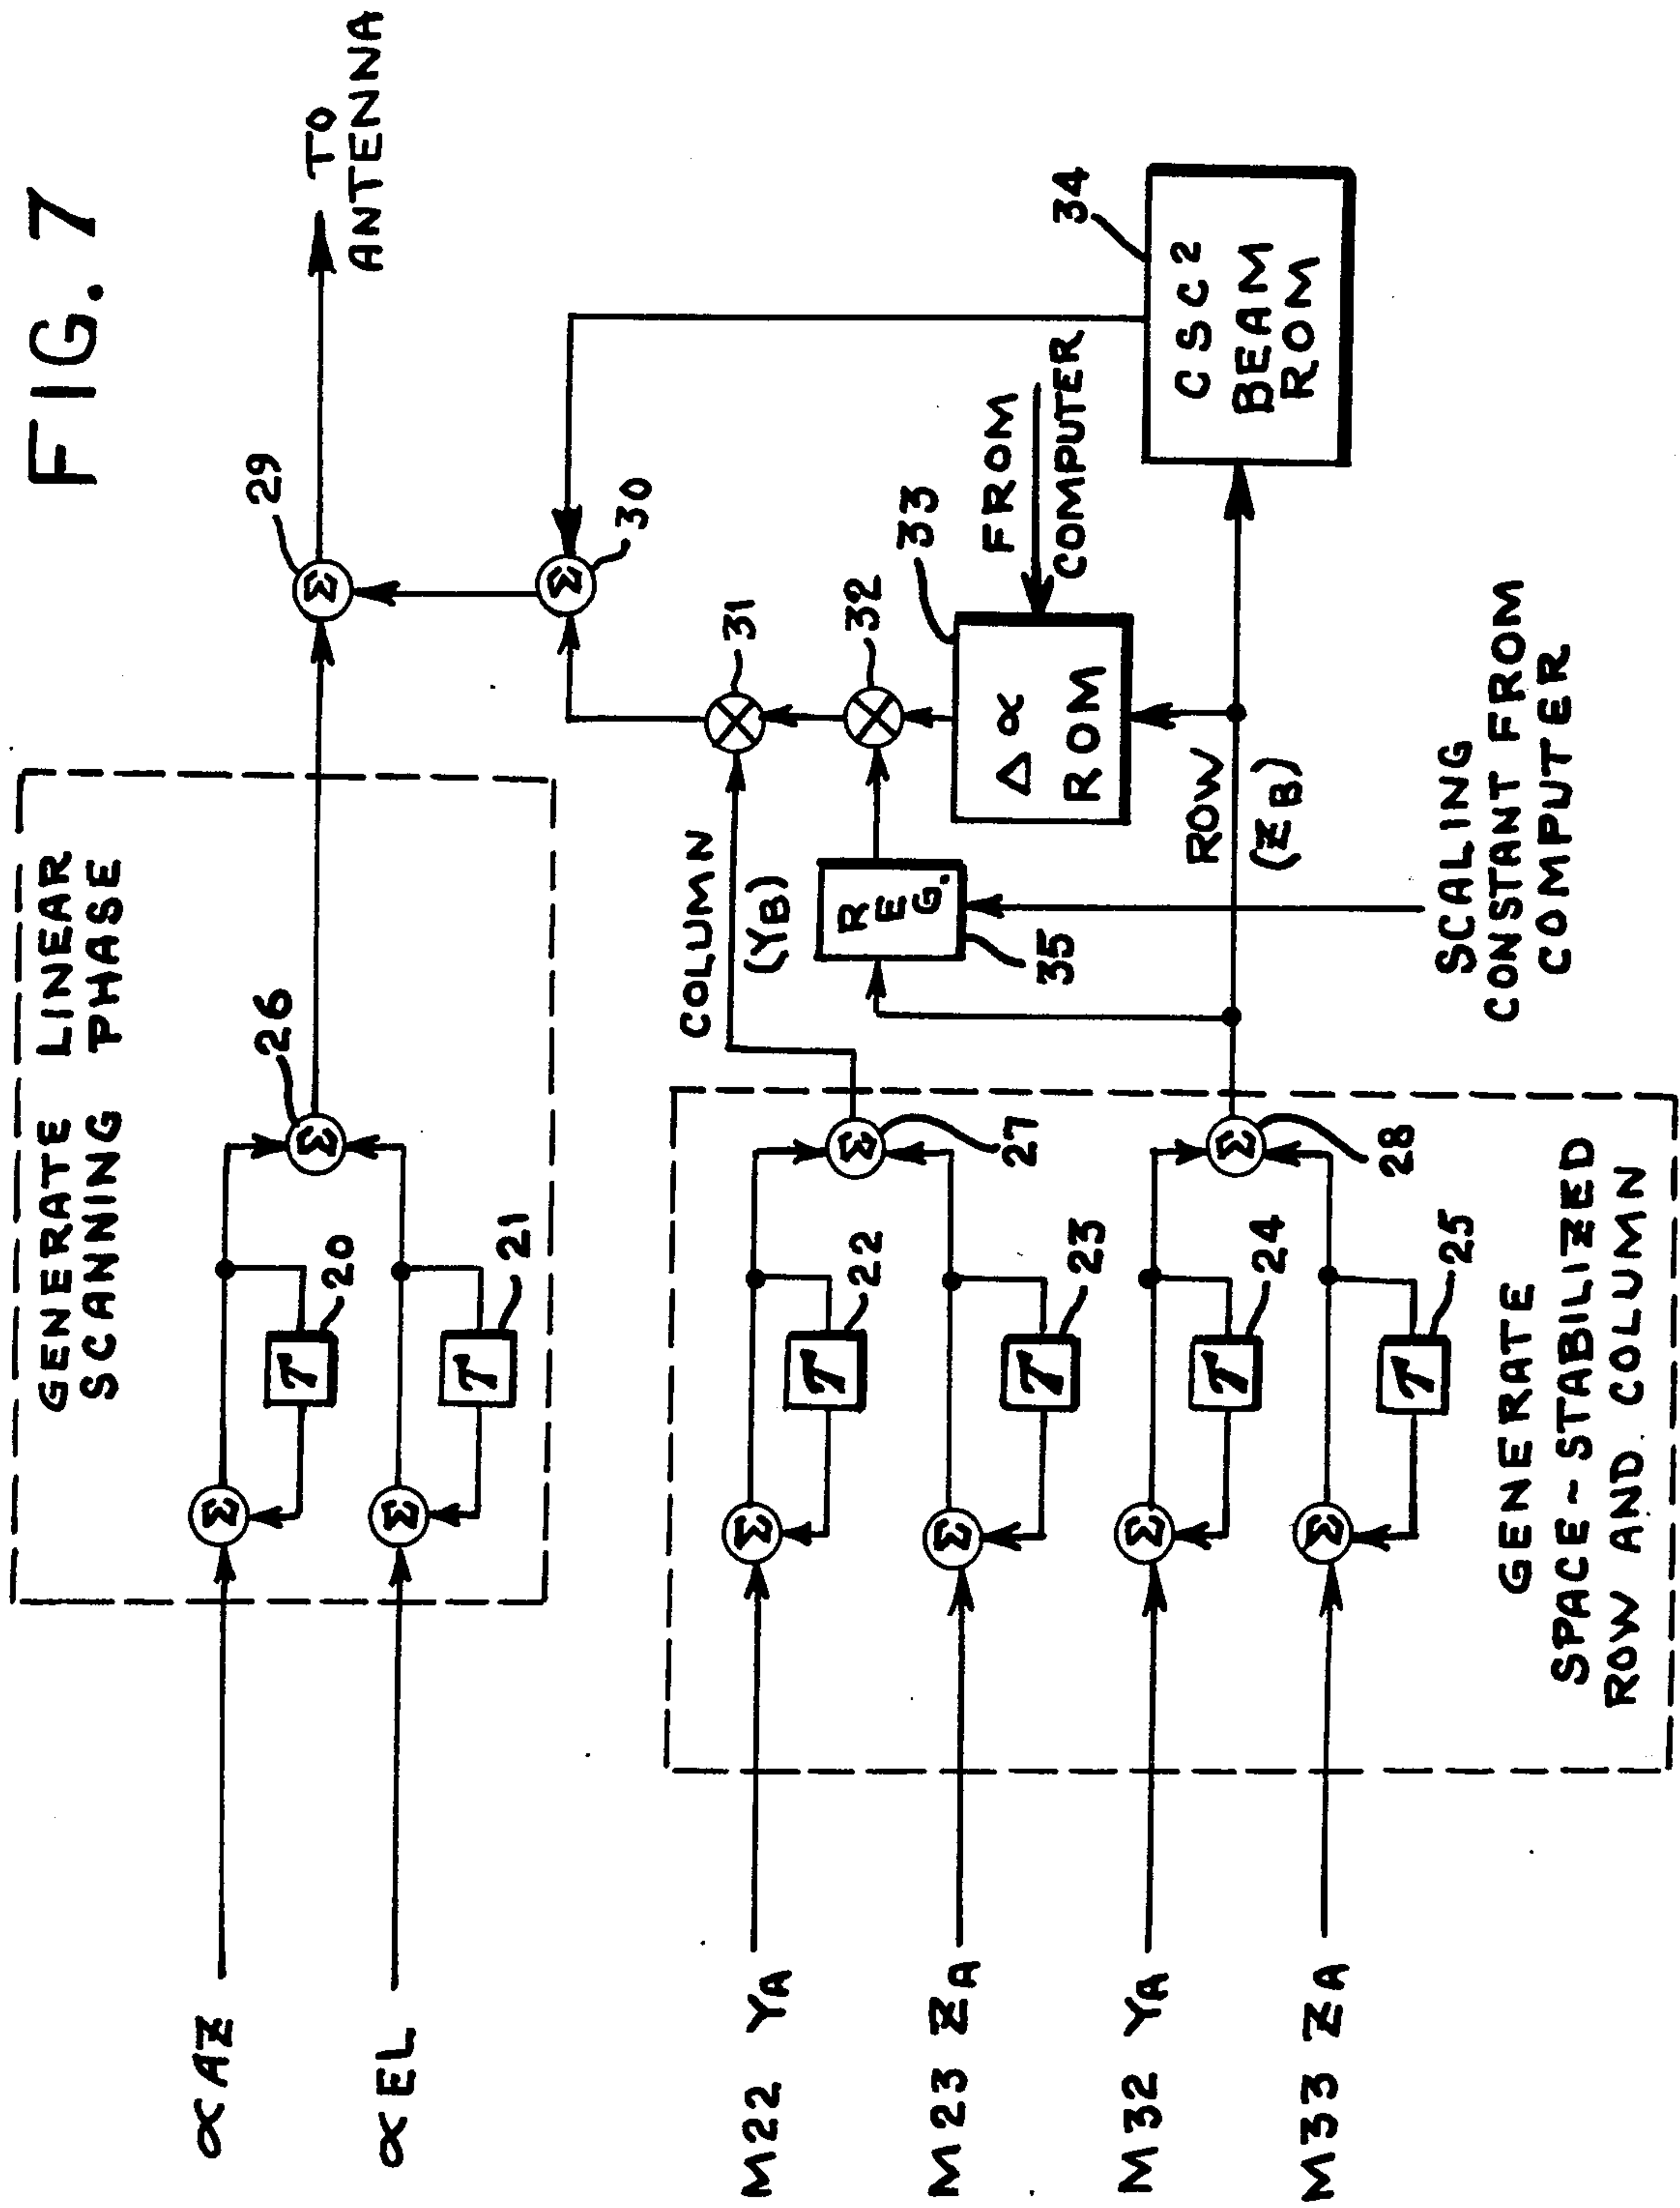 FIG. 7
GENERATE LINEAR
SCANNING PHASE
αAZ
αEL
Σ
Σ
τ
20
τ
21
26
Σ
29
Σ
TO
ANTENNA
M22 YA
M23 ZA
M32 YA
M33 ZA
Σ
Σ
Σ
Σ
τ
22
τ
23
τ
24
τ
25
Σ
27
Σ
28
GENERATE
SPACE~STABILIZED
ROW AND COLUMN
COLUMN
(YB)
REG.
35
31
32
Σ
30
33
Δ∝
ROM
FROM
COMPUTER
ROW
(ZB)
34
CSC²
BEAM
ROM
SCALING
CONSTANT FROM
COMPUTER